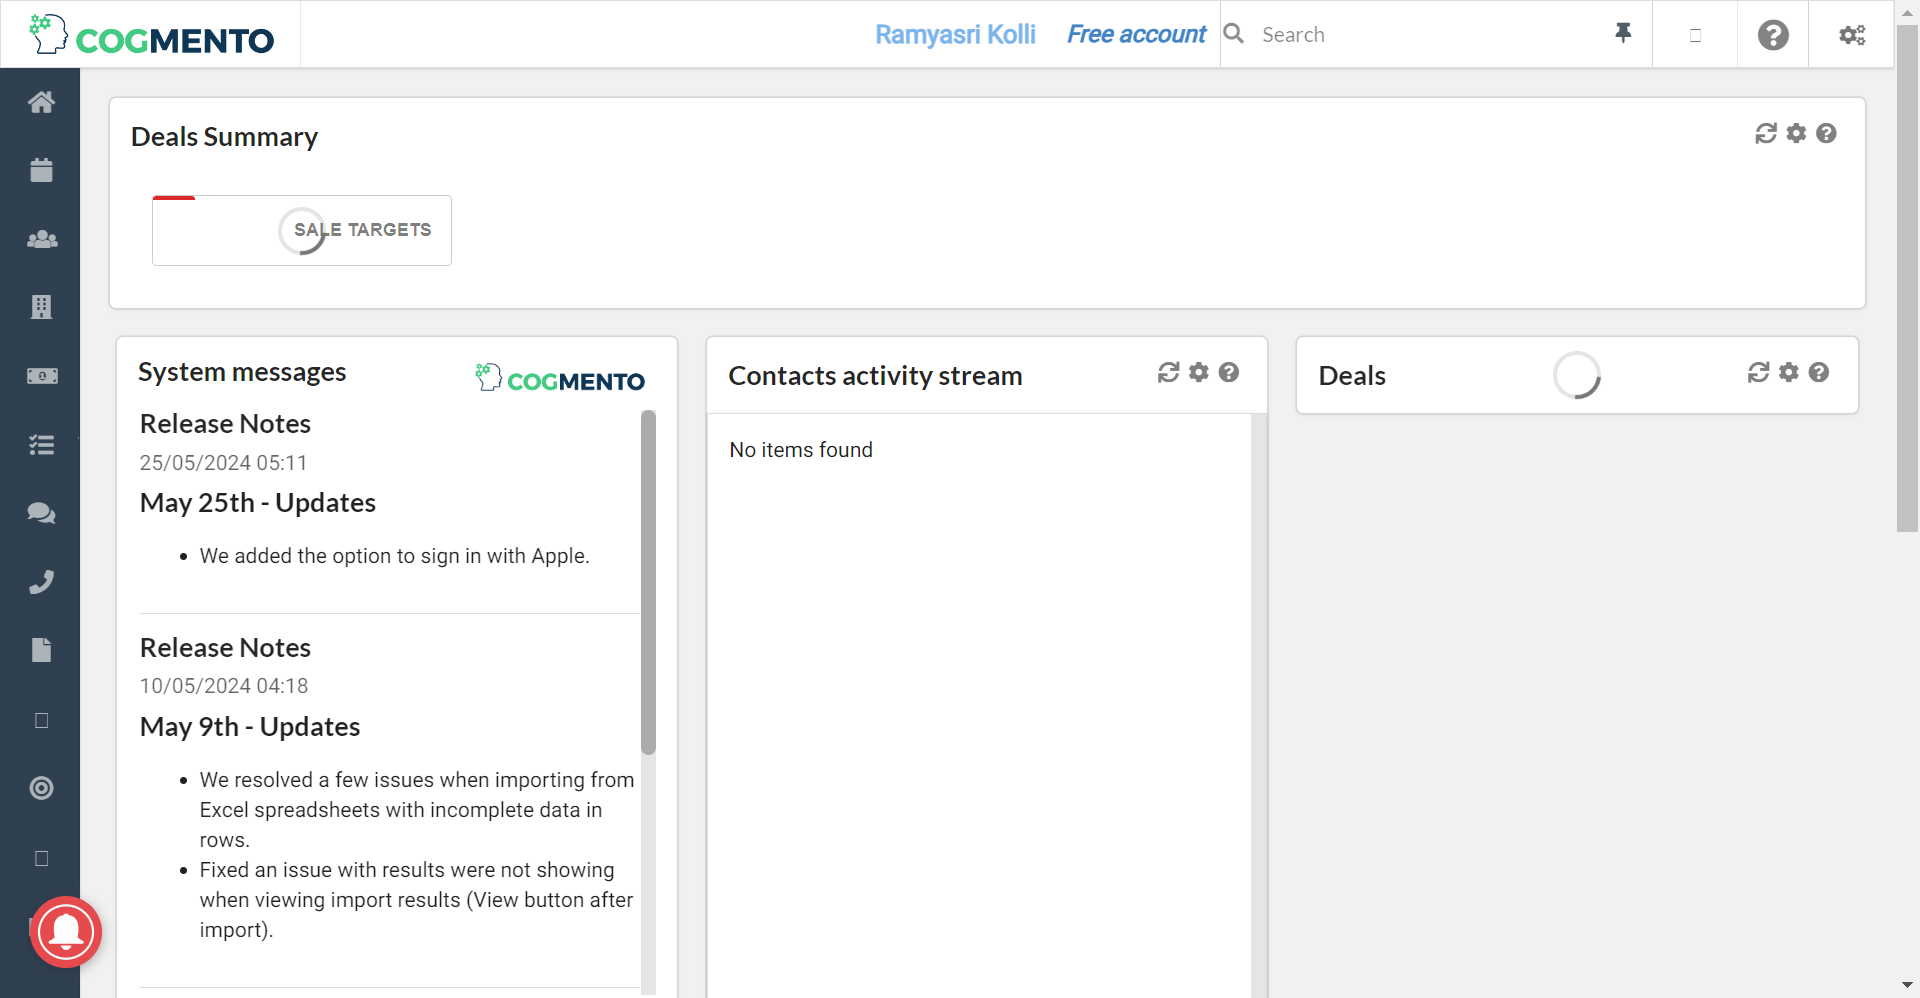 COGMENTO
Ramyasri Kolli
Free account
Search
Deals Summary
SALE TARGETS
System messages
COGMENTO
Release Notes
25/05/2024 05:11
May 25th - Updates
We added the option to sign in with Apple.
Release Notes
10/05/2024 04:18
May 9th - Updates
We resolved a few issues when importing from
Excel spreadsheets with incomplete data in
rows.
Fixed an issue with results were not showing
when viewing import results (View button after
import).
Contacts activity stream
No items found
Deals